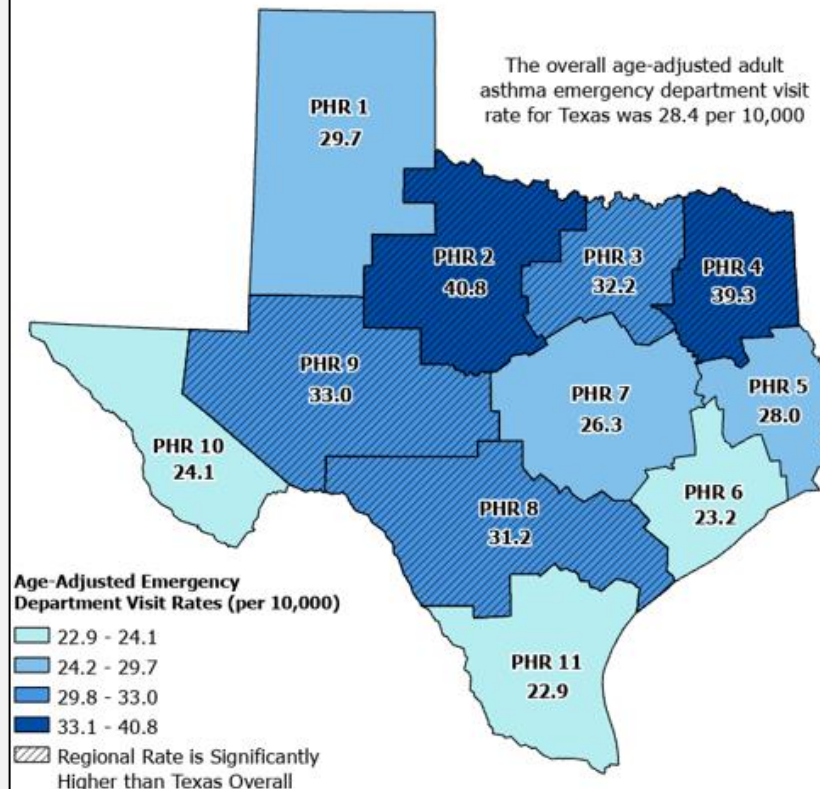 The overall age-adjusted adult
asthma emergency department visit
rate for Texas was 28.4 per 10,000
PHR 1
29.7
PHR 2
40.8
PHR 3
32.2
PHR 4
39.3
PHR 9
33.0
PHR 7
26.3
PHR 5
28.0
PHR 10
24.1
PHR 6
23.2
PHR 8
31.2
PHR 11
22.9
Age-Adjusted Emergency
Department Visit Rates (per 10,000)
22.9 - 24.1
24.2 - 29.7
29.8 - 33.0
33.1 - 40.8
Regional Rate is Significantly
Higher than Texas Overall